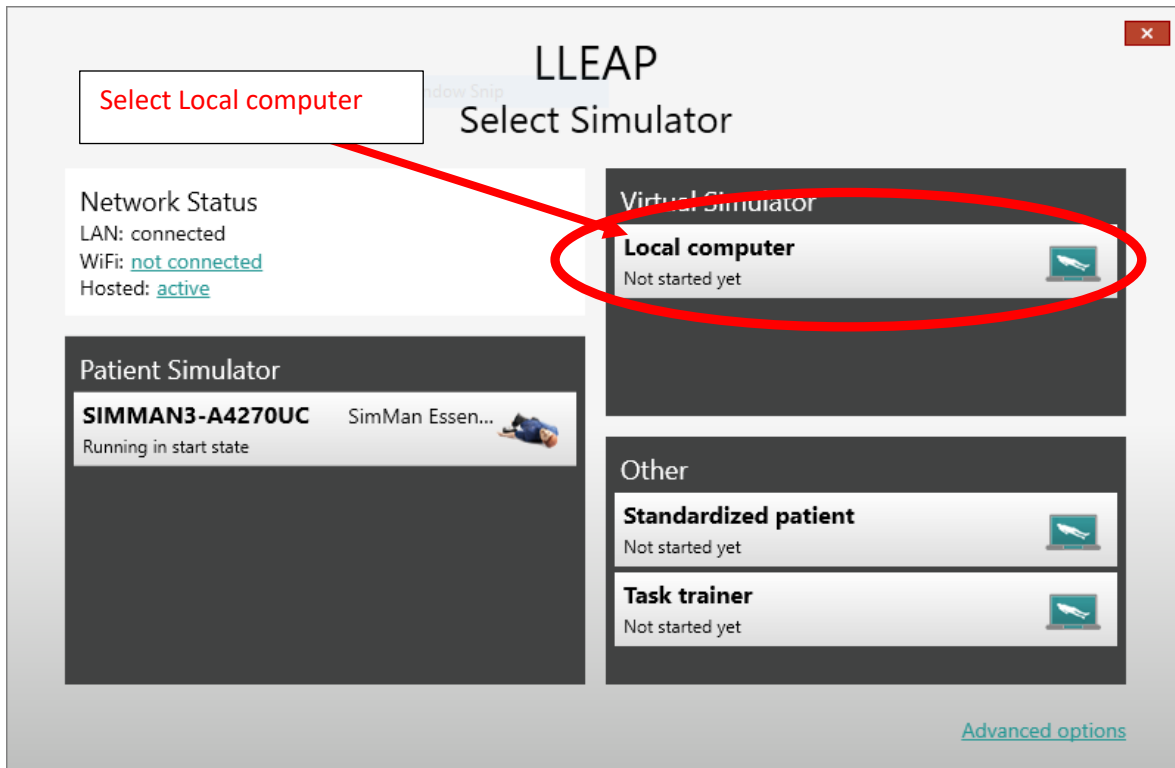 LLEAP
Select Simulator
Select Local computer
ndow Snip
Network Status
LAN: connected
WiFi: not connected
Hosted: active
Patient Simulator
SIMMAN3-A4270UC SimMan Essen...
Running in start state
Virtual Simulator
Local computer
Not started yet
Other
Standardized patient
Not started yet
Task trainer
Not started yet
Advanced options